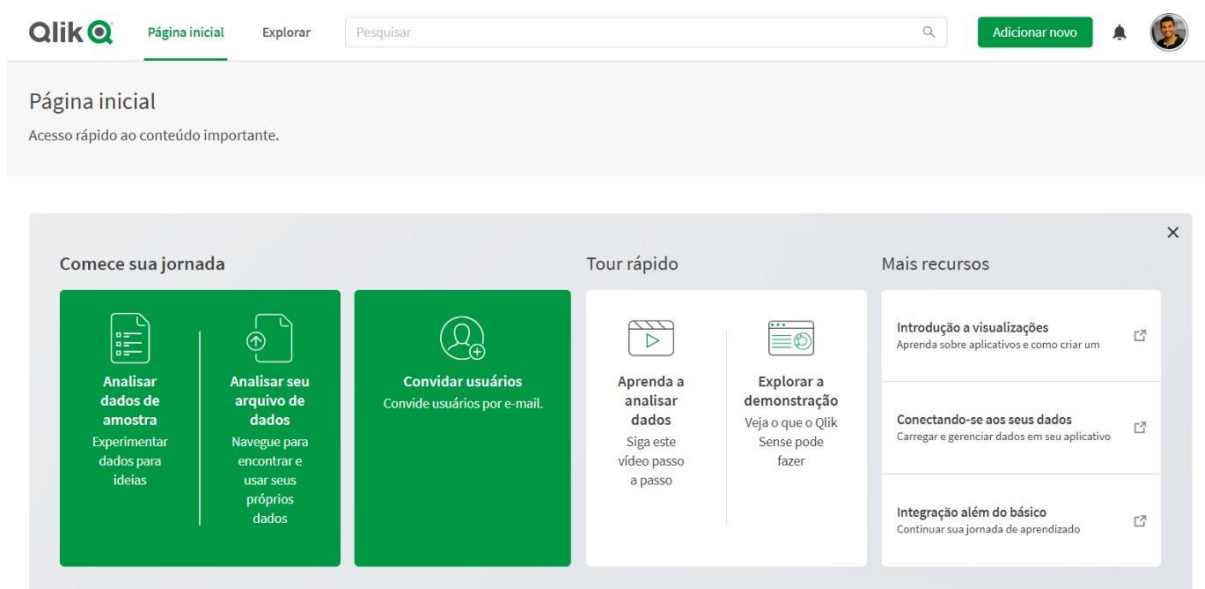 Qlik
Página inicial
Explorar
Pesquisar
Adicionar novo
Página inicial
Acesso rápido ao conteúdo importante.
Comece sua jornada
Analisar
dados de
amostra
Experimentar
dados para
ideias
Analisar seu
arquivo de
dados
Navegue para
encontrar e
usar seus
próprios
dados
Convidar usuários
Convide usuários por e-mail.
Tour rápido
Aprenda a
analisar
dados
Siga este
vídeo passo
a passo
Explorar a
demonstração
Veja o que o Qlik
Sense pode
fazer
Mais recursos
Introdução a visualizações
Aprenda sobre aplicativos e como criar um
Conectando-se aos seus dados
Carregar e gerenciar dados em seu aplicativo
Integração além do básico
Continuar sua jornada de aprendizado